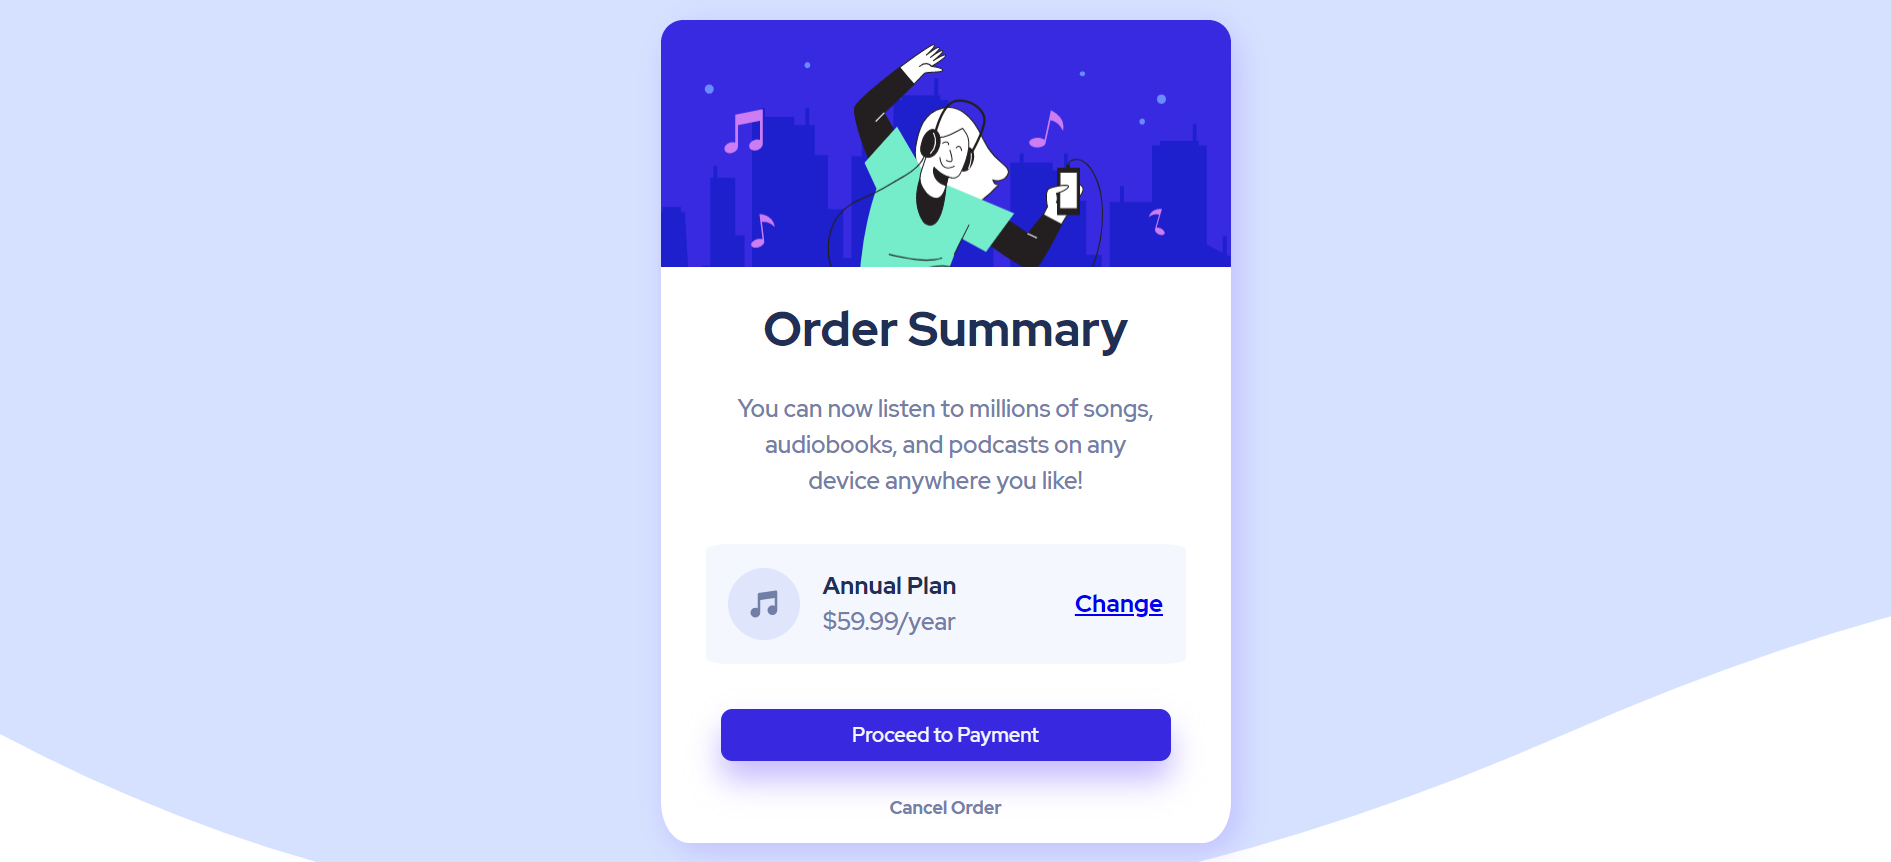 Order Summary
You can now listen to millions of songs,
audiobooks, and podcasts on any
device anywhere you like!
Annual Plan
$59.99/year
Change
Proceed to Payment
Cancel Order